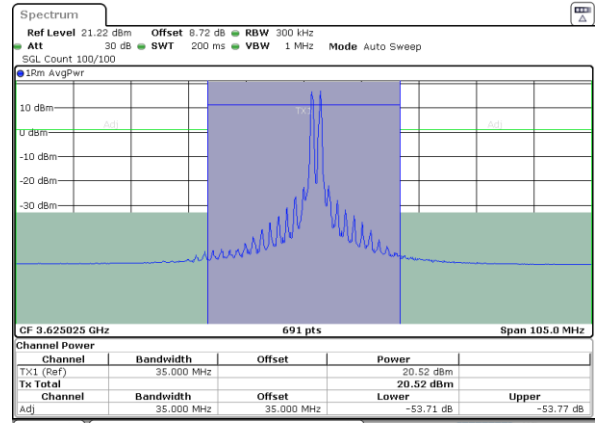 Spectrum
Ref Level 21.22 dBm Offset 8.72 dB RBW 300 kHz
Att 30 dB SWT 200 ms VBW 1 MHz Mode Auto Sweep
SGL Count 100/100
1Rm AvgPwr
10 dBm
TX1
Adj Adj
0 dBm
-10 dBm
-20 dBm
-30 dBm
CF 3.625025 GHz 691 pts Span 105.0 MHz
Channel Power
Channel Bandwidth Offset Power
TX1 (Ref) 35.000 MHz 20.52 dBm
Tx Total 20.52 dBm
Channel Bandwidth Offset Lower Upper
Adj 35.000 MHz 35.000 MHz -53.71 dB -53.77 dB